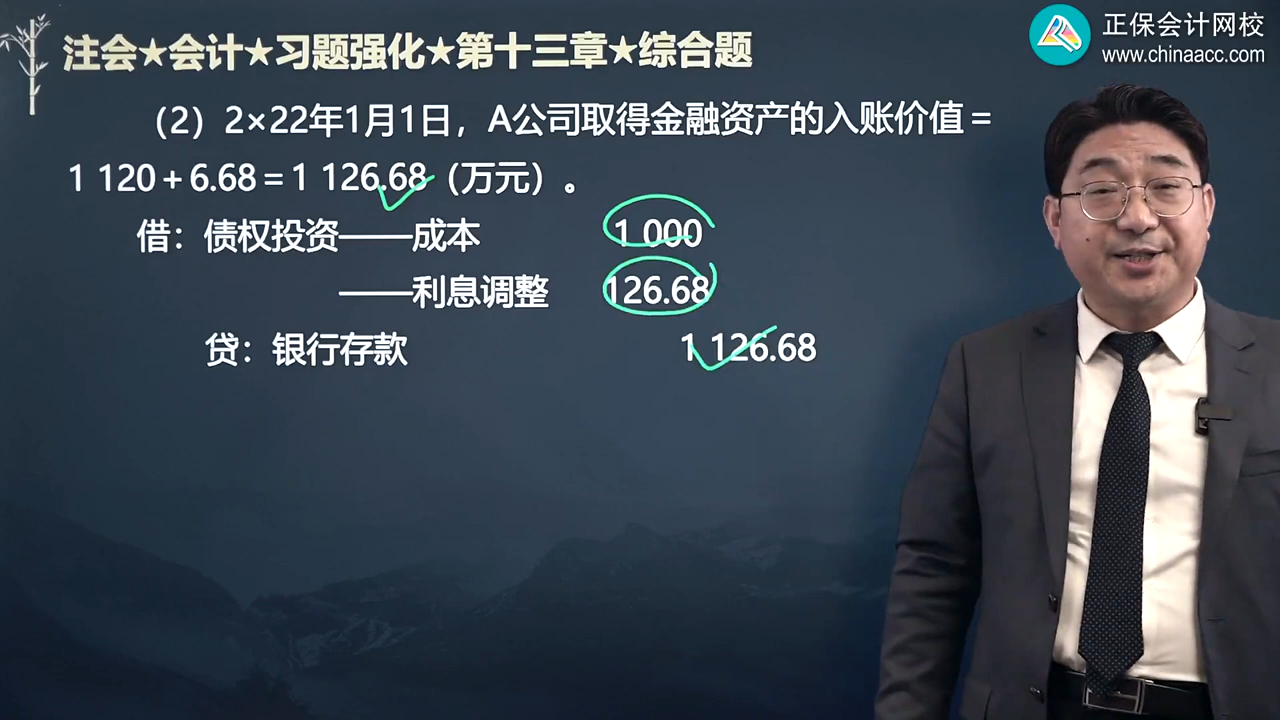 注会★会计★习题强化★第十三章★综合题
正保会计网校
www.chinaacc.com
（2）2×22年1月1日，A公司取得金融资产的入账价值＝
1 120＋6.68＝1 126.68（万元）。
借：债权投资——成本 1 000
——利息调整 126.68
贷：银行存款 1 126.68